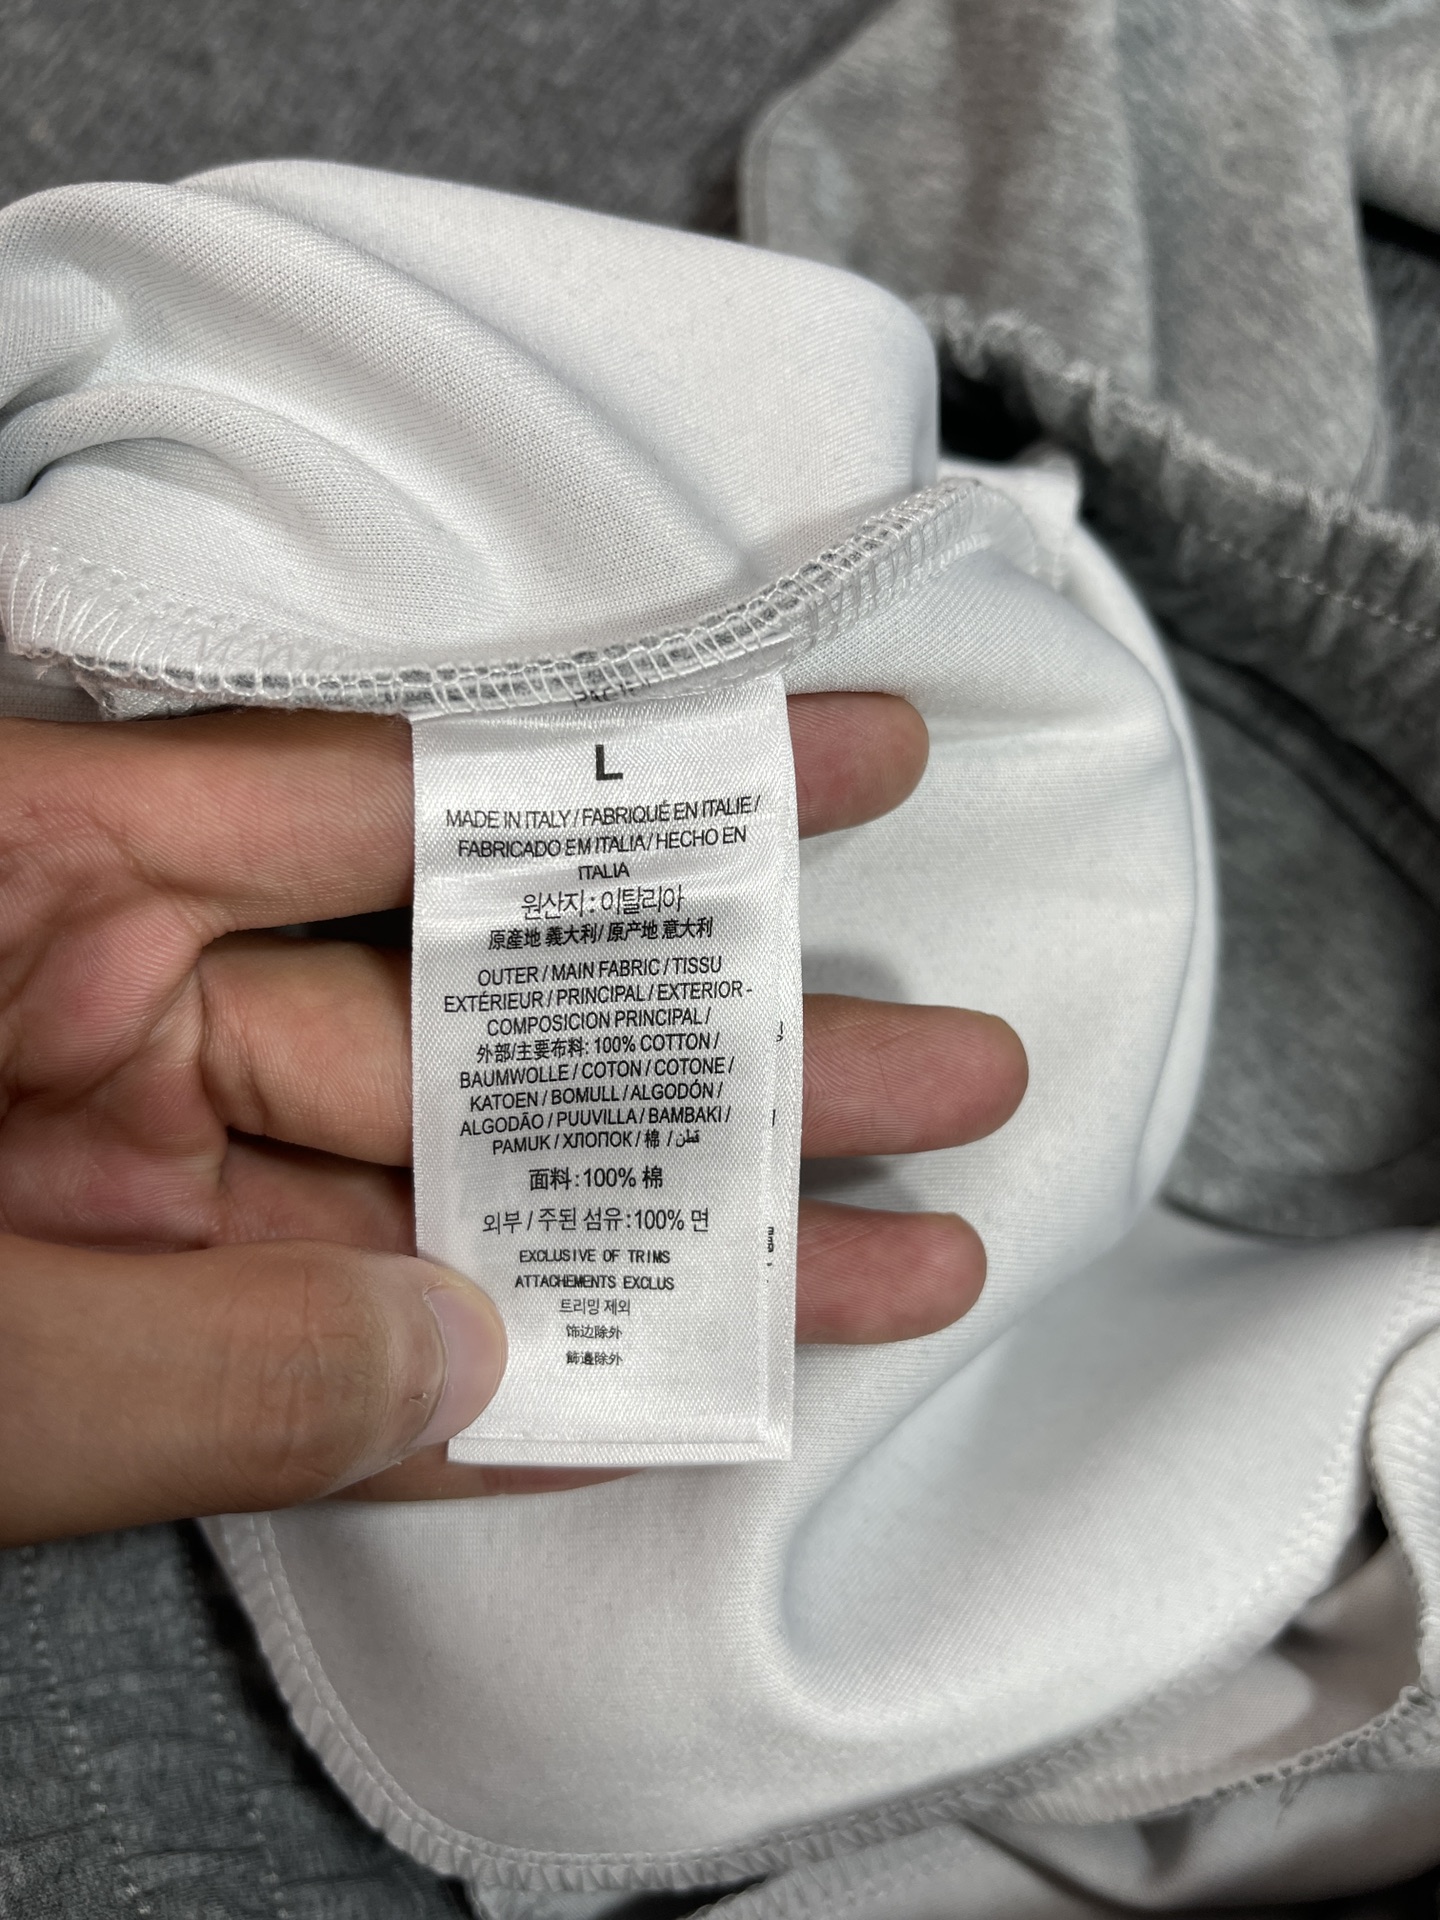 L
MADE IN ITALY / FABRIQUÉ EN ITALIE /
FABRICADO EM ITALIA / HECHO EN
ITALIA
원산지 : 이탈리아
原產地 義大利/ 原产地 意大利
OUTER / MAIN FABRIC / TISSU
EXTÉRIEUR / PRINCIPAL / EXTERIOR -
COMPOSICION PRINCIPAL /
外部/主要布料: 100% COTTON /
BAUMWOLLE / COTON / COTONE /
KATOEN / BOMULL / ALGODÓN /
ALGODÃO / PUUVILLA / BAMBAKI /
PAMUK / ХЛОПОК / 棉 / قطن
面料 : 100% 棉
외부 / 주된 섬유 : 100% 면
EXCLUSIVE OF TRIMS
ATTACHEMENTS EXCLUS
트리밍 제외
饰边除外
飾邊除外